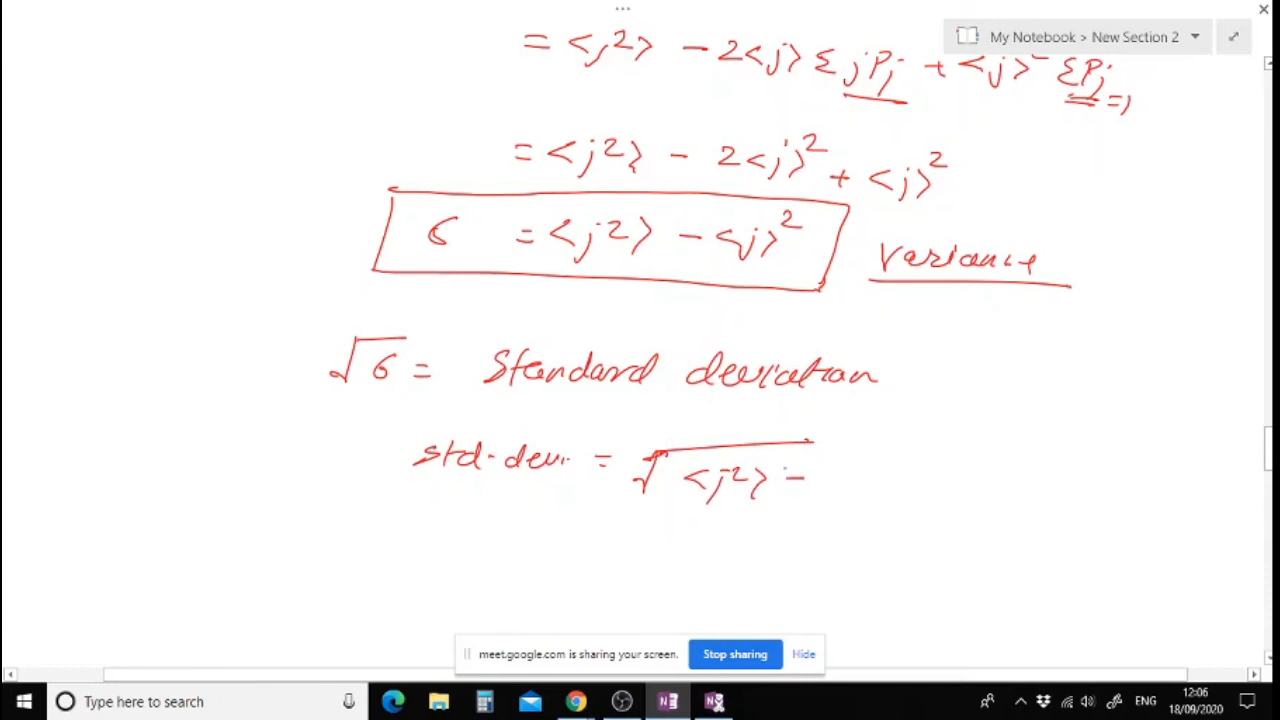 My Notebook > New Section 2
= <j2> - 2<j> Σ jPj + <j>2 ΣPj =1
= <j2> - 2<j>2 + <j>2
σ = <j2> - <j>2
Variance
√σ = Standard deviation
std. devi. = √<j2> -
meet.google.com is sharing your screen. Stop sharing Hide
Type here to search
ENG
12:06
18/09/2020